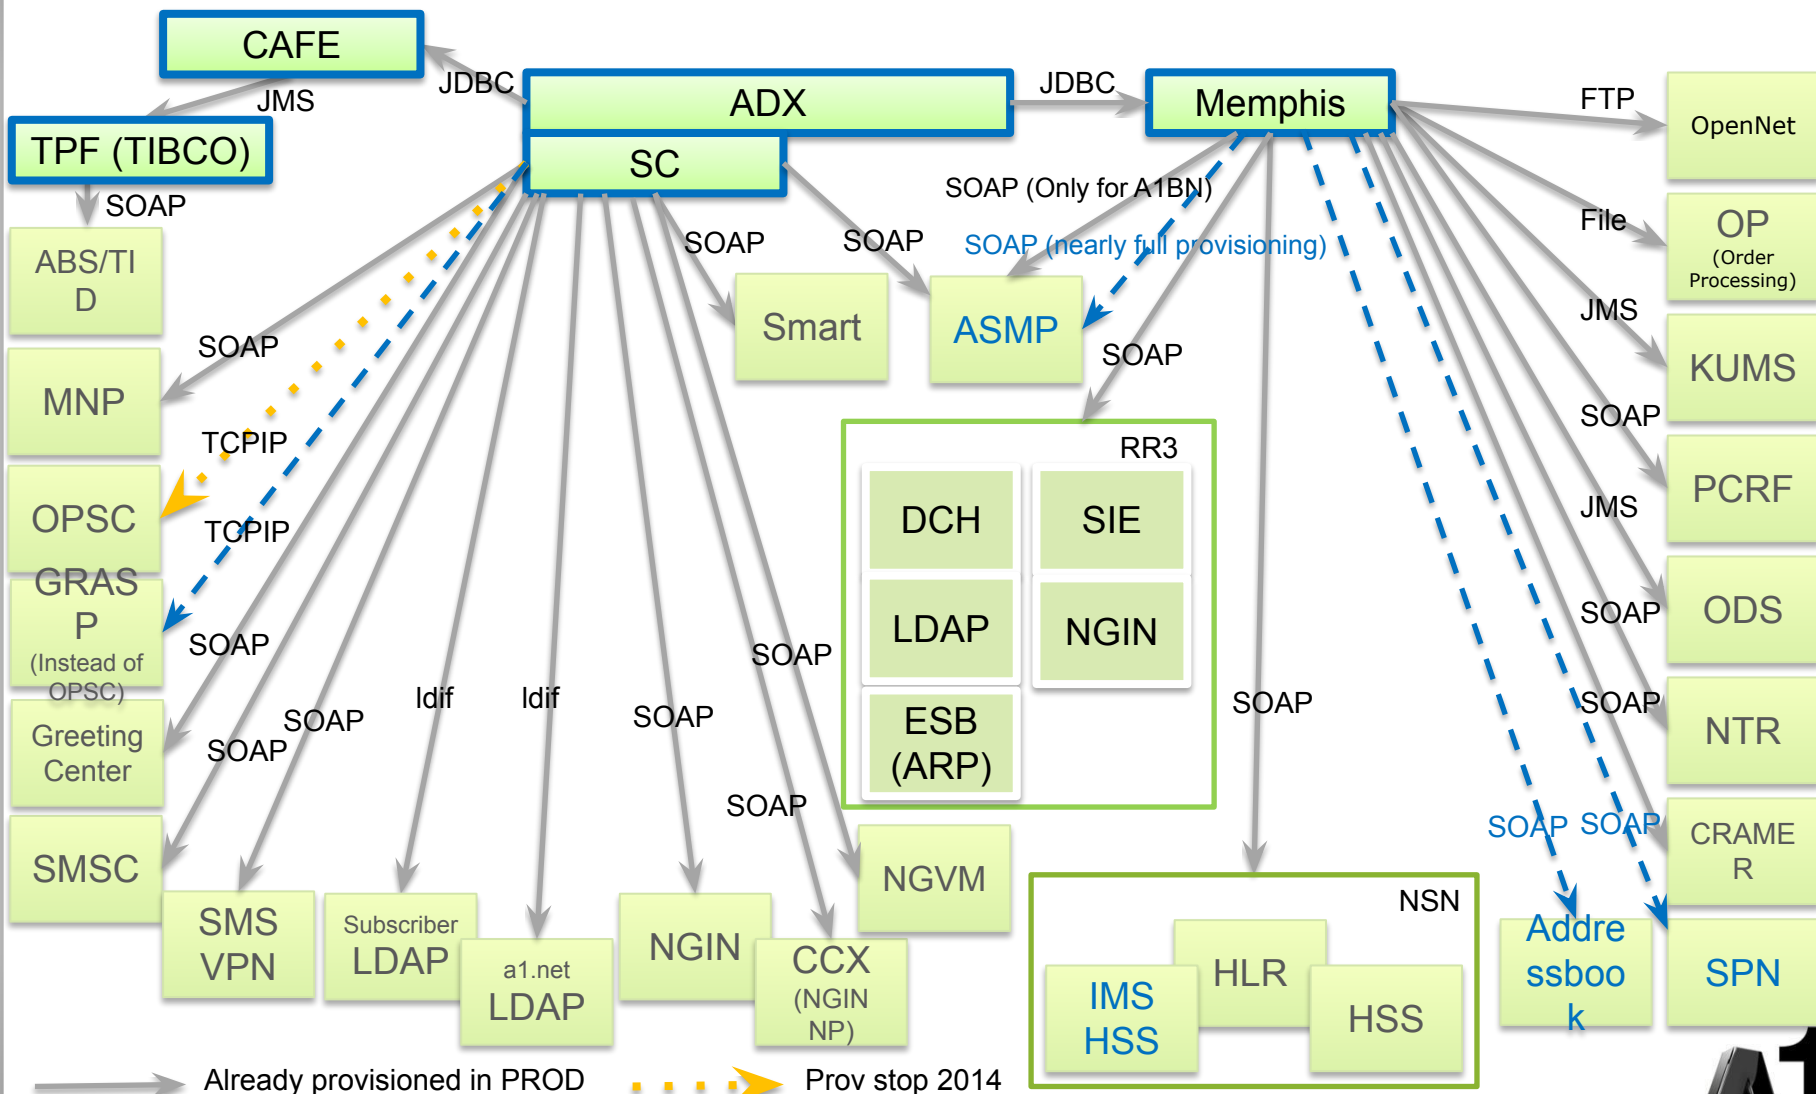 CAFE
JDBC
ADX
JDBC
Memphis
FTP
OpenNet
JMS
TPF (TIBCO)
SC
SOAP
SOAP (Only for A1BN)
File
OP
(Order
Processing)
ABS/TI
D
SOAP
SOAP
SOAP (nearly full provisioning)
JMS
Smart
ASMP
SOAP
SOAP
KUMS
MNP
SOAP
TCPIP
RR3
OPSC
TCPIP
DCH
SIE
PCRF
JMS
GRAS
P
(Instead of
OPSC)
SOAP
LDAP
NGIN
SOAP
ODS
SOAP
ldif
ldif
SOAP
SOAP
SOAP
SOAP
SOAP
NTR
Greeting
Center
ESB
(ARP)
SOAP
SOAP
SOAP
CRAME
R
SMSC
NGVM
SMS
VPN
Subscriber
LDAP
a1.net
LDAP
NGIN
CCX
(NGIN
NP)
NSN
IMS
HSS
HLR
HSS
Addre
ssboo
k
SPN
Already provisioned in PROD
Prov stop 2014
A1